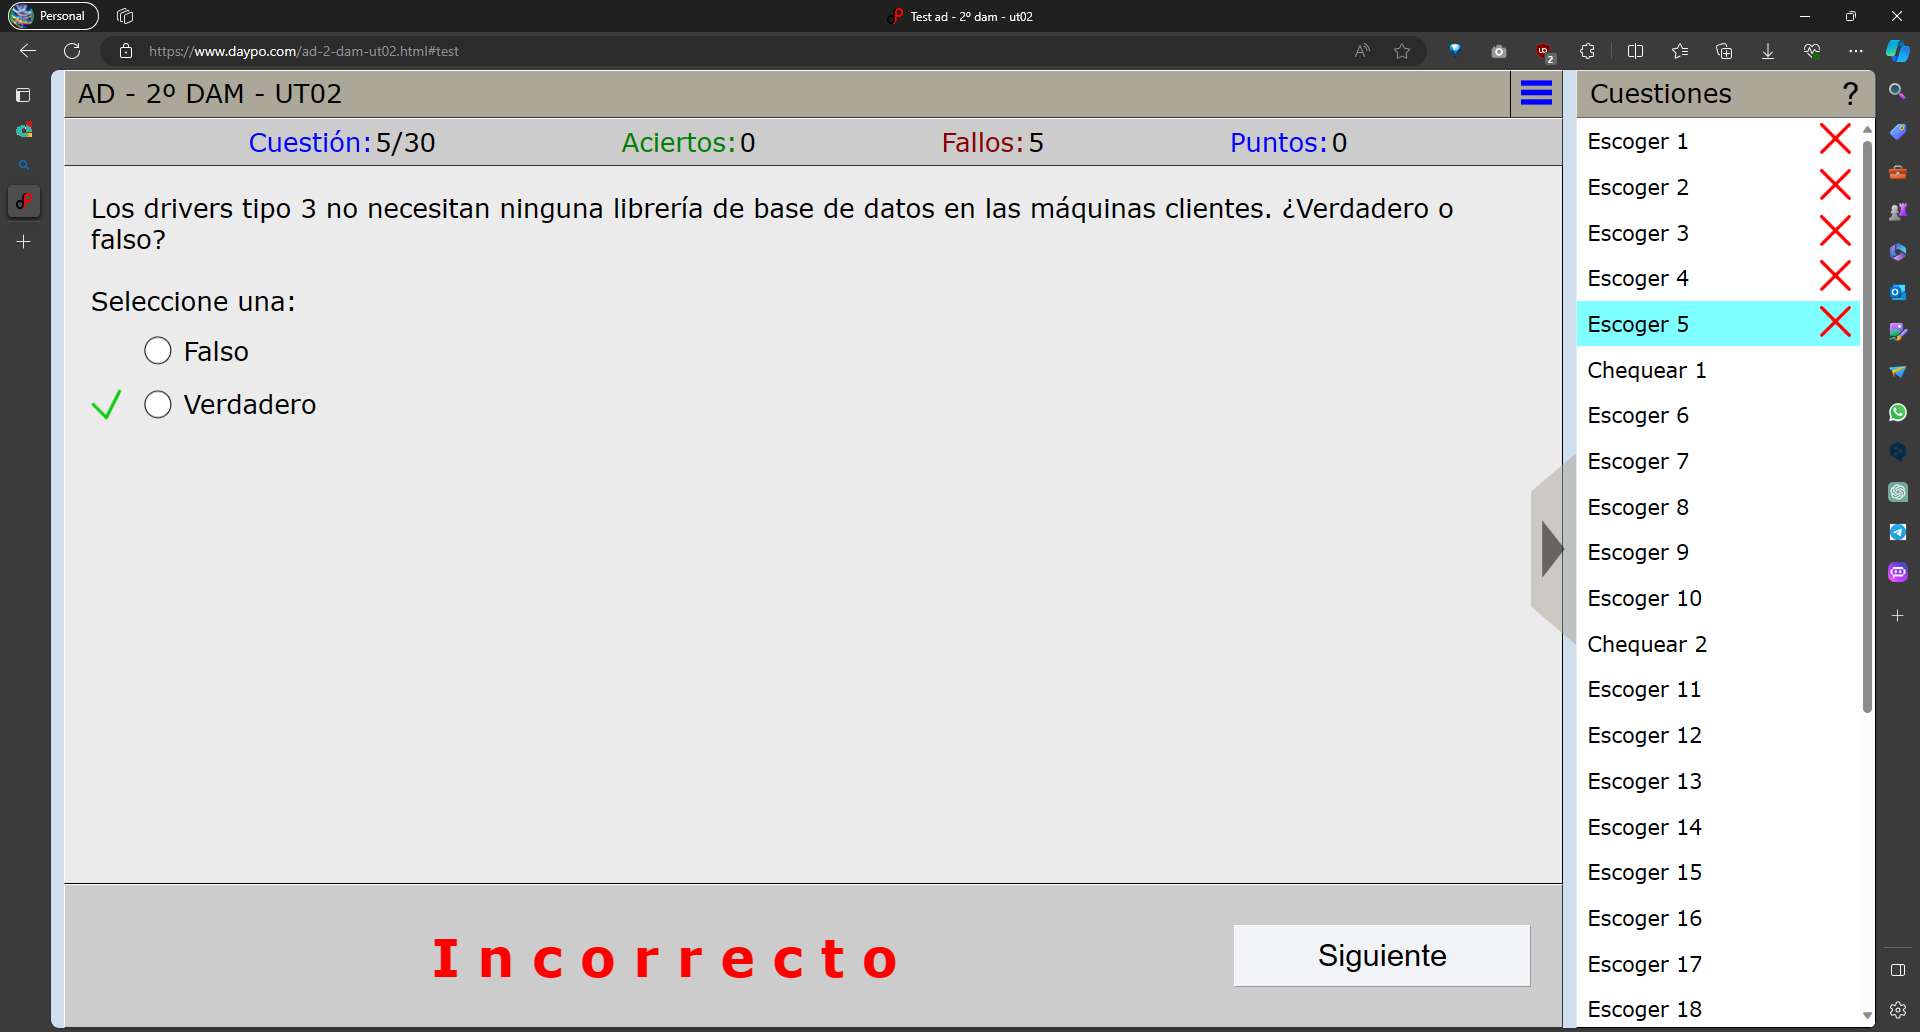 Personal
Test ad - 2º dam - ut02
https://www.daypo.com/ad-2-dam-ut02.html#test
2
AD - 2º DAM - UT02
Cuestión: 5/30 Aciertos: 0 Fallos: 5 Puntos: 0
Los drivers tipo 3 no necesitan ninguna librería de base de datos en las máquinas clientes. ¿Verdadero o
falso?
Seleccione una:
Falso
Verdadero
Incorrecto
Siguiente
Cuestiones ?
Escoger 1
Escoger 2
Escoger 3
Escoger 4
Escoger 5
Chequear 1
Escoger 6
Escoger 7
Escoger 8
Escoger 9
Escoger 10
Chequear 2
Escoger 11
Escoger 12
Escoger 13
Escoger 14
Escoger 15
Escoger 16
Escoger 17
Escoger 18